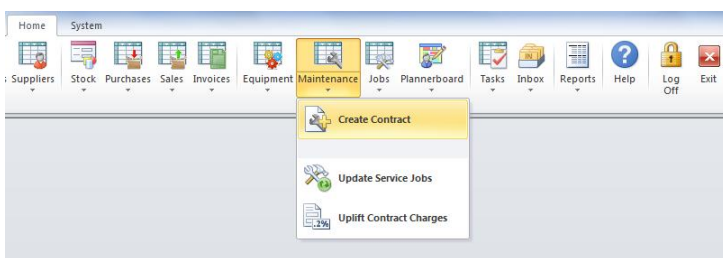 Home System
s Suppliers Stock Purchases Sales Invoices Equipment Maintenance Jobs Plannerboard Tasks Inbox Reports Help Log Off Exit
Create Contract
Update Service Jobs
Uplift Contract Charges